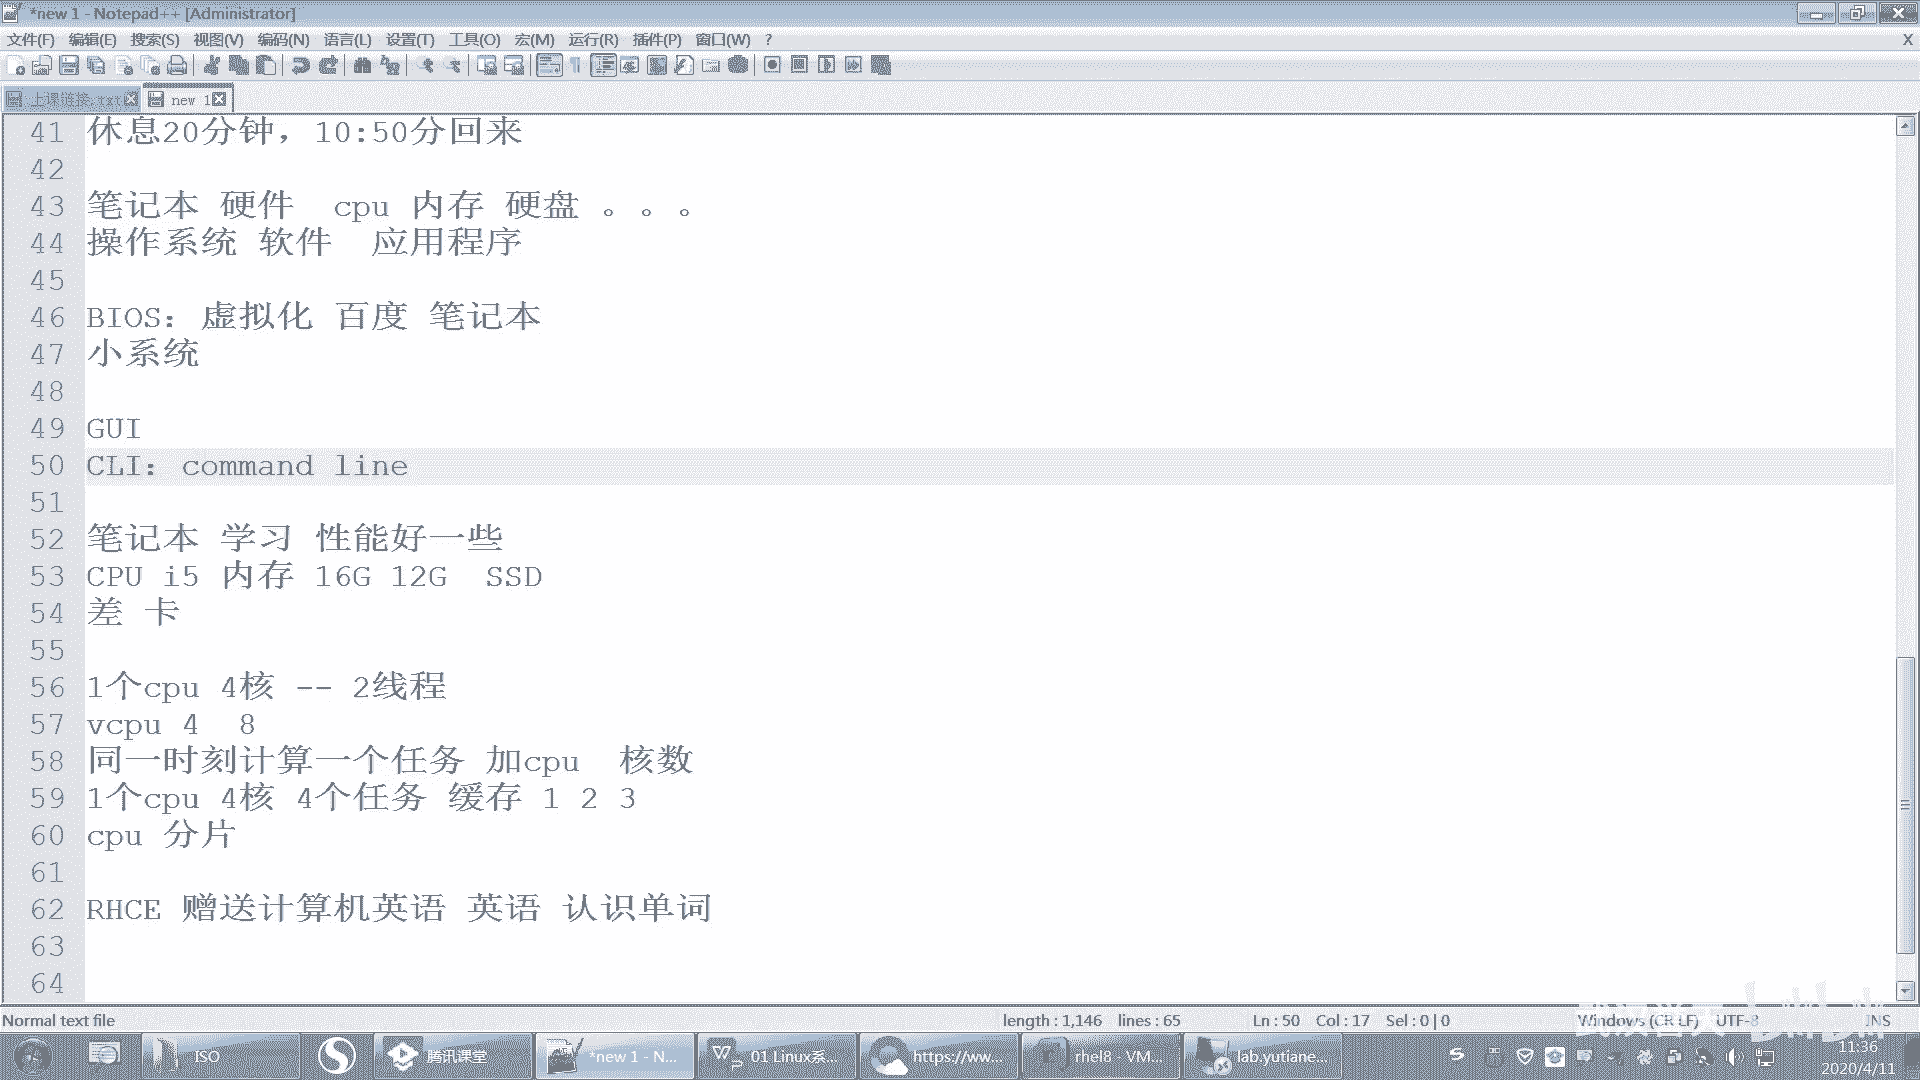 *new 1 - Notepad++ [Administrator]
文件(F) 编辑(E) 搜索(S) 视图(V) 编码(N) 语言(L) 设置(T) 工具(O) 宏(M) 运行(R) 插件(P) 窗口(W) ? X
上课链接.txt new 1
41 休息20分钟，10:50分回来
42
43 笔记本 硬件 cpu 内存 硬盘 。。。
44 操作系统 软件 应用程序
45
46 BIOS：虚拟化 百度 笔记本
47 小系统
48
49 GUI
50 CLI：command line
51
52 笔记本 学习 性能好一些
53 CPU i5 内存 16G 12G SSD
54 差 卡
55
56 1个cpu 4核 -- 2线程
57 vcpu 4 8
58 同一时刻计算一个任务 加cpu 核数
59 1个cpu 4核 4个任务 缓存 1 2 3
60 cpu 分片
61
62 RHCE 赠送计算机英语 英语 认识单词
63
64
Normal text file length : 1,146 lines : 65 Ln : 50 Col : 17 Sel : 0 | 0 Windows (CR LF) UTF-8 INS
ISO 腾讯课堂 *new 1 - N... 01 Linux系... https://ww... rhel8 - VM... lab.yutiane... 11:36
2020/4/11